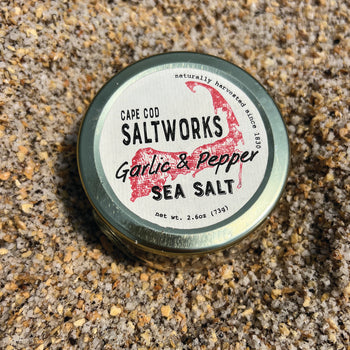 naturally harvested since 1830
CAPE COD
SALTWORKS
Garlic & Pepper
SEA SALT
net wt. 2.6oz (73g)